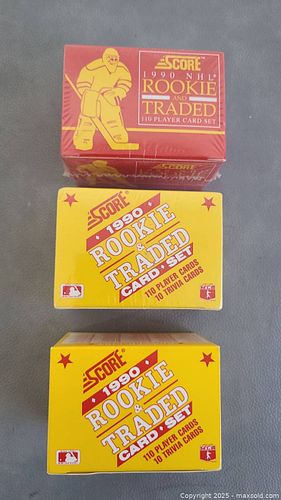 SCORE
1990 NHL
ROOKIE
AND
TRADED
110 PLAYER CARD SET
SCORE
1990
ROOKIE
&
TRADED
CARD • SET
110 PLAYER CARDS
10 TRIVIA CARDS
SCORE
1990
ROOKIE
&
TRADED
CARD • SET
110 PLAYER CARDS
10 TRIVIA CARDS
Copyright © 2025 - maxsold.com